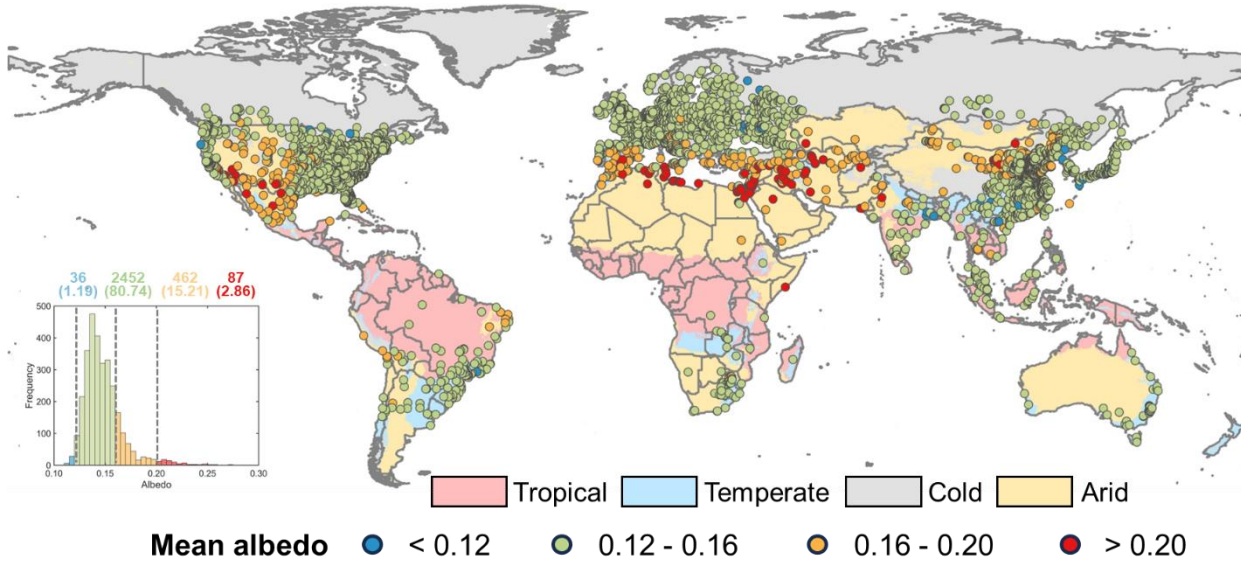 36 2452 462 87
(1.19) (80.74) (15.21) (2.86)
500
400
300
200
100
0
Frequency
0.10 0.15 0.20 0.25 0.30
Albedo
Tropical Temperate Cold Arid
Mean albedo < 0.12 0.12 - 0.16 0.16 - 0.20 > 0.20